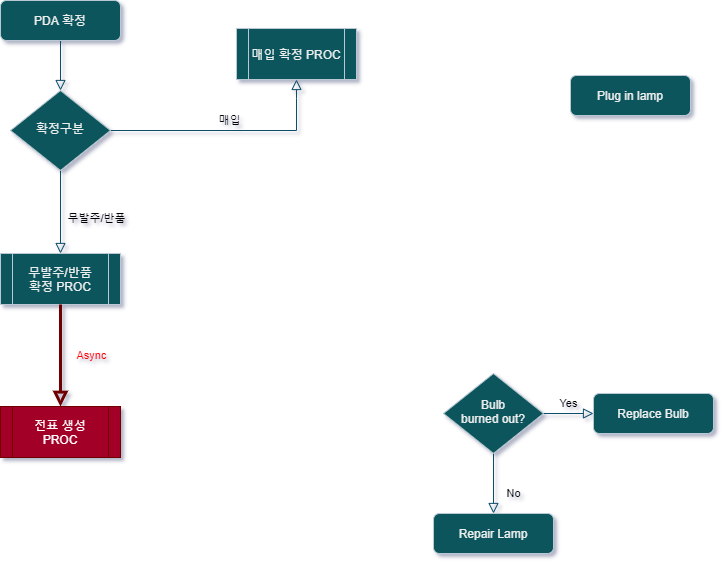 PDA 확정
매입 확정 PROC
Plug in lamp
확정구분
매입
무발주/반품
무발주/반품
확정 PROC
Async
전표 생성
PROC
Bulb
burned out?
Yes
Replace Bulb
No
Repair Lamp